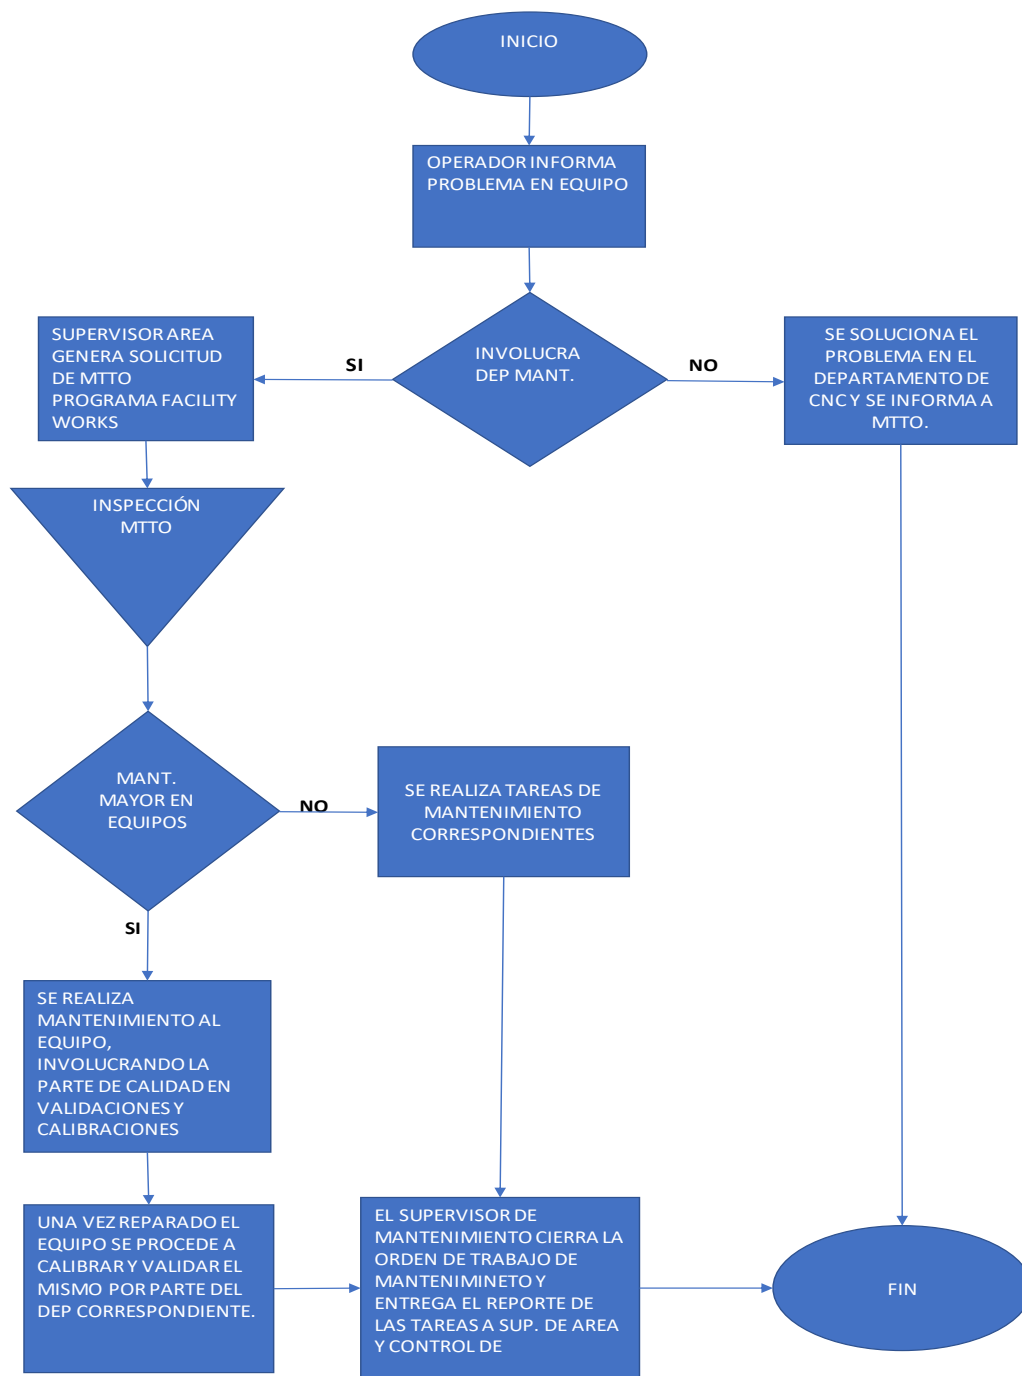 INICIO
OPERADOR INFORMA
PROBLEMA EN EQUIPO
INVOLUCRA
DEP MANT.
SI
NO
SUPERVISOR AREA
GENERA SOLICITUD
DE MTTO
PROGRAMA FACILITY
WORKS
SE SOLUCIONA EL
PROBLEMA EN EL
DEPARTAMENTO DE
CNC Y SE INFORMA A
MTTO.
INSPECCIÓN
MTTO
MANT.
MAYOR EN
EQUIPOS
NO
SE REALIZA TAREAS DE
MANTENIMIENTO
CORRESPONDIENTES
SI
SE REALIZA
MANTENIMIENTO AL
EQUIPO,
INVOLUCRANDO LA
PARTE DE CALIDAD EN
VALIDACIONES Y
CALIBRACIONES
UNA VEZ REPARADO EL
EQUIPO SE PROCEDE A
CALIBRAR Y VALIDAR EL
MISMO POR PARTE DEL
DEP CORRESPONDIENTE.
EL SUPERVISOR DE
MANTENIMIENTO CIERRA LA
ORDEN DE TRABAJO DE
MANTENIMINETO Y
ENTREGA EL REPORTE DE
LAS TAREAS A SUP. DE AREA
Y CONTROL DE
FIN